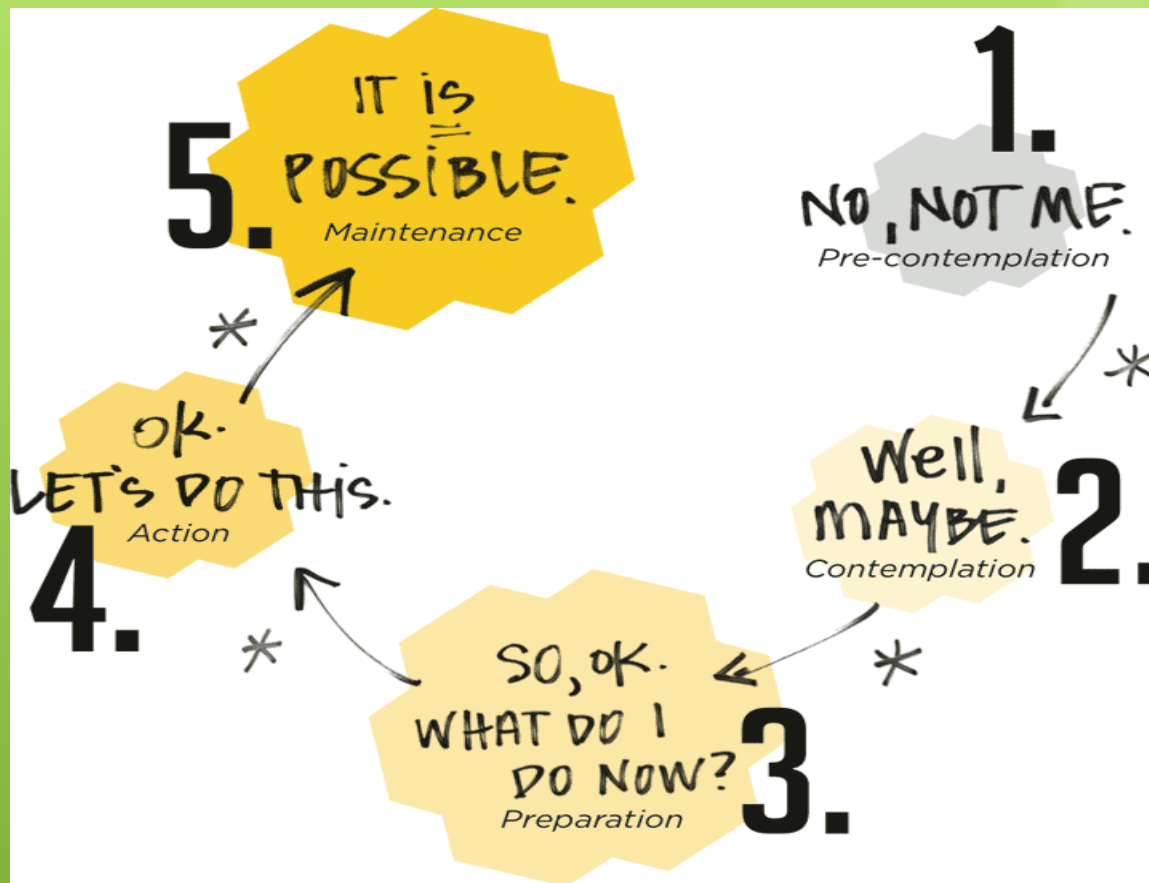 1.
NO, NOT ME.
Pre-contemplation
*
Well,
MAYBE.
Contemplation
2.
*
SO, OK.
WHAT DO I
DO NOW?
Preparation
3.
*
OK.
LET'S DO THIS.
Action
4.
*
IT is
POSSiBLE.
Maintenance
5.